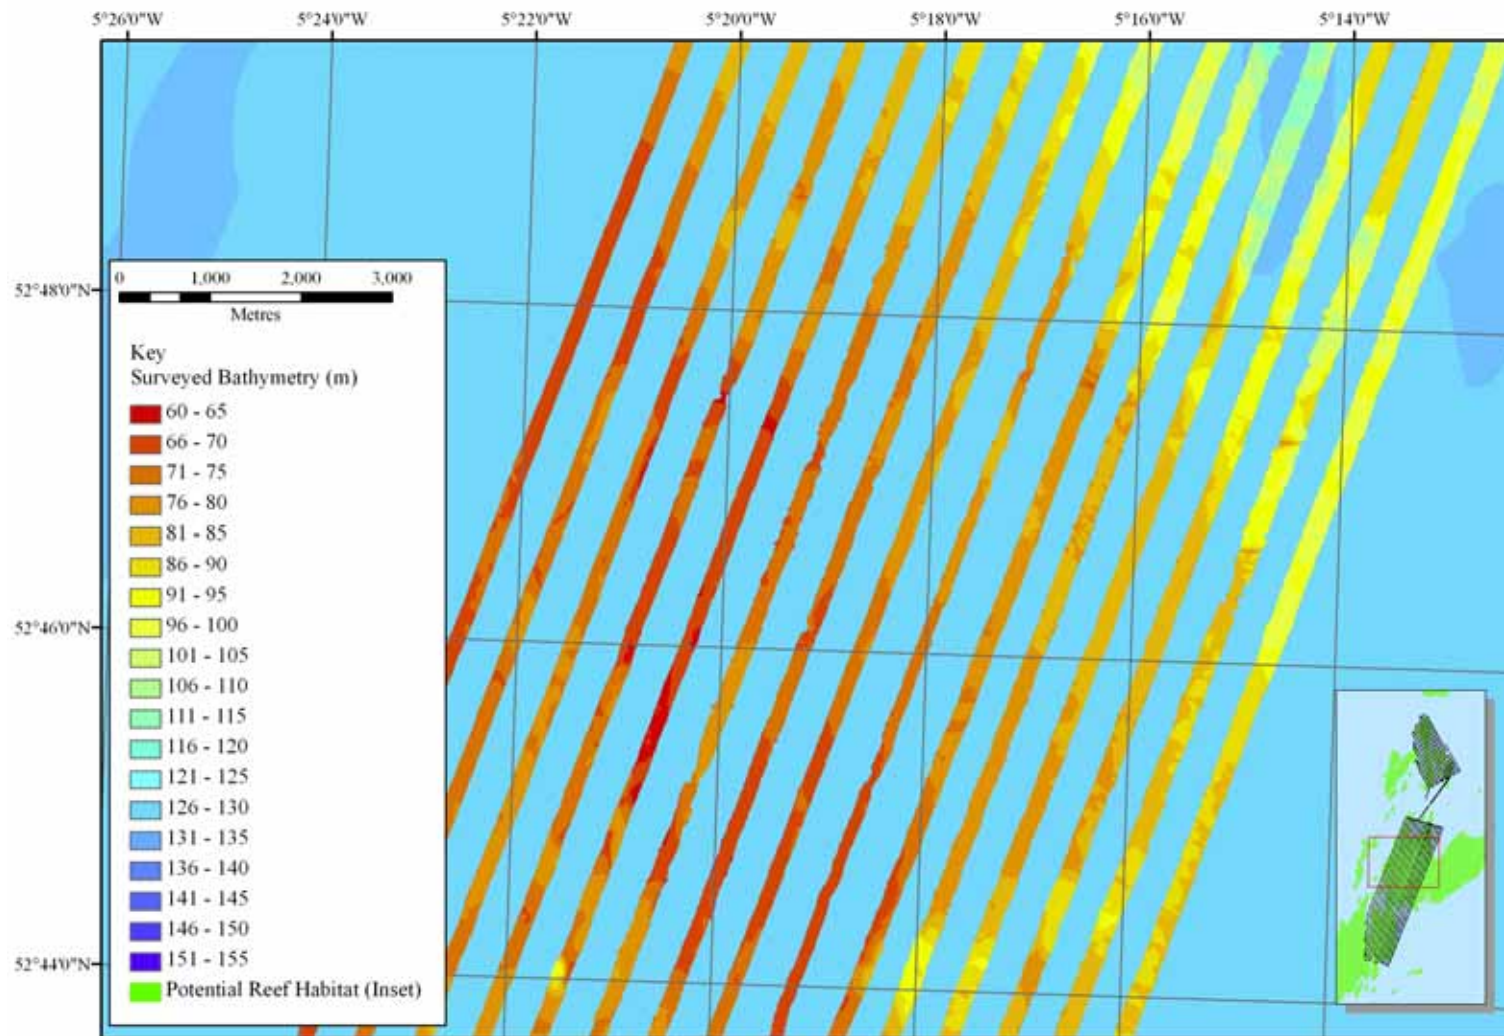 5°26'0"W 5°24'0"W 5°22'0"W 5°20'0"W 5°18'0"W 5°16'0"W 5°14'0"W
52°48'0"N
52°46'0"N
52°44'0"N
0 1,000 2,000 3,000
Metres
Key
Surveyed Bathymetry (m)
60 - 65
66 - 70
71 - 75
76 - 80
81 - 85
86 - 90
91 - 95
96 - 100
101 - 105
106 - 110
111 - 115
116 - 120
121 - 125
126 - 130
131 - 135
136 - 140
141 - 145
146 - 150
151 - 155
Potential Reef Habitat (Inset)